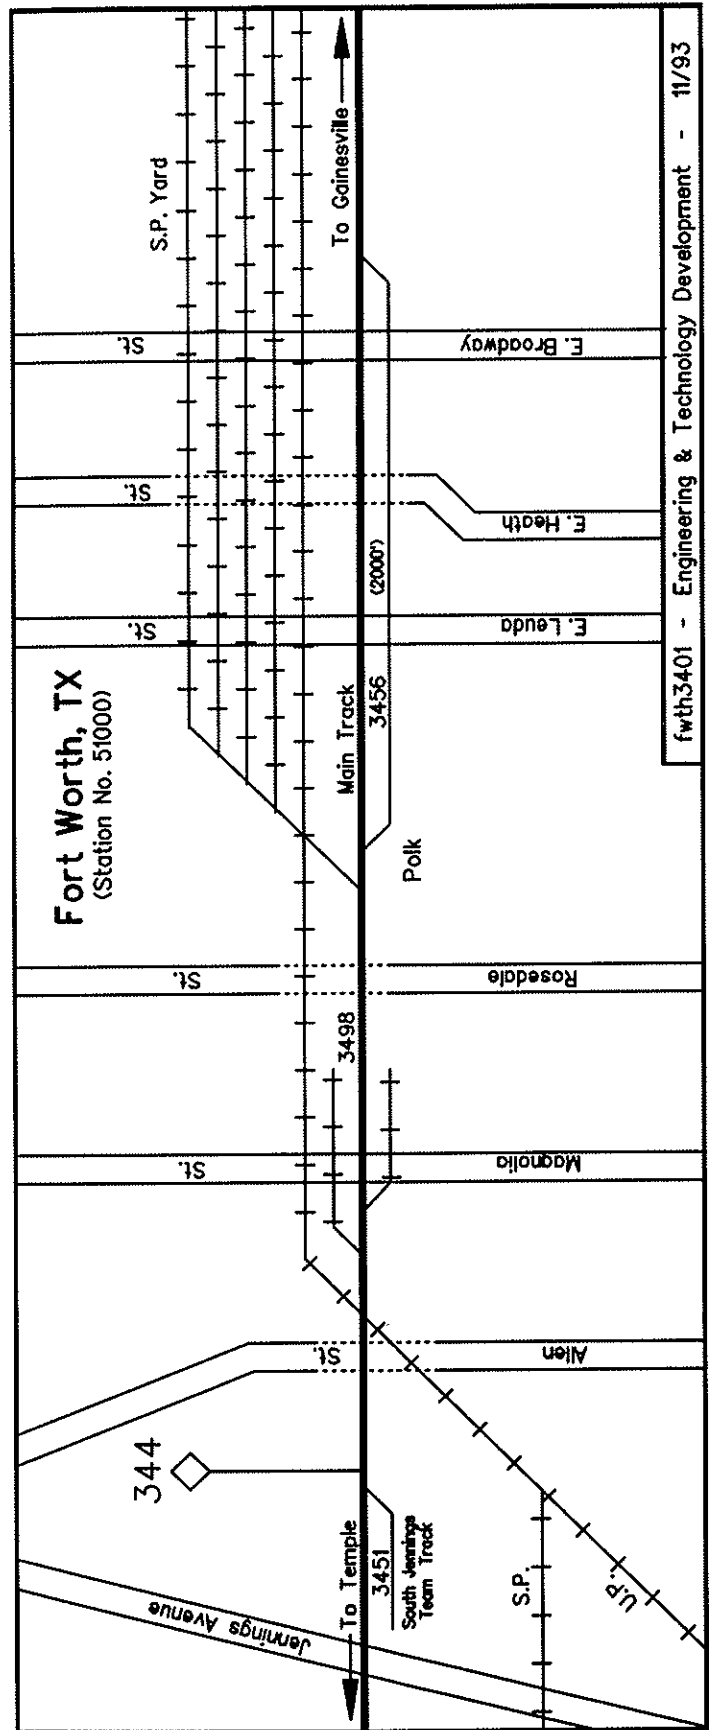 Fort Worth, TX
(Station No. 51000)
S.P. Yard
To Gainesville
To Temple
344
Jennings Avenue
Allen
St.
Magnolia
St.
Rosedale
St.
E. Leuda
St.
E. Heath
St.
E. Broadway
St.
Main Track
3498
3456
(2000')
Polk
3451
South Jennings
Team Track
S.P.
U.P.
fwth3401 - Engineering & Technology Development - 11/93